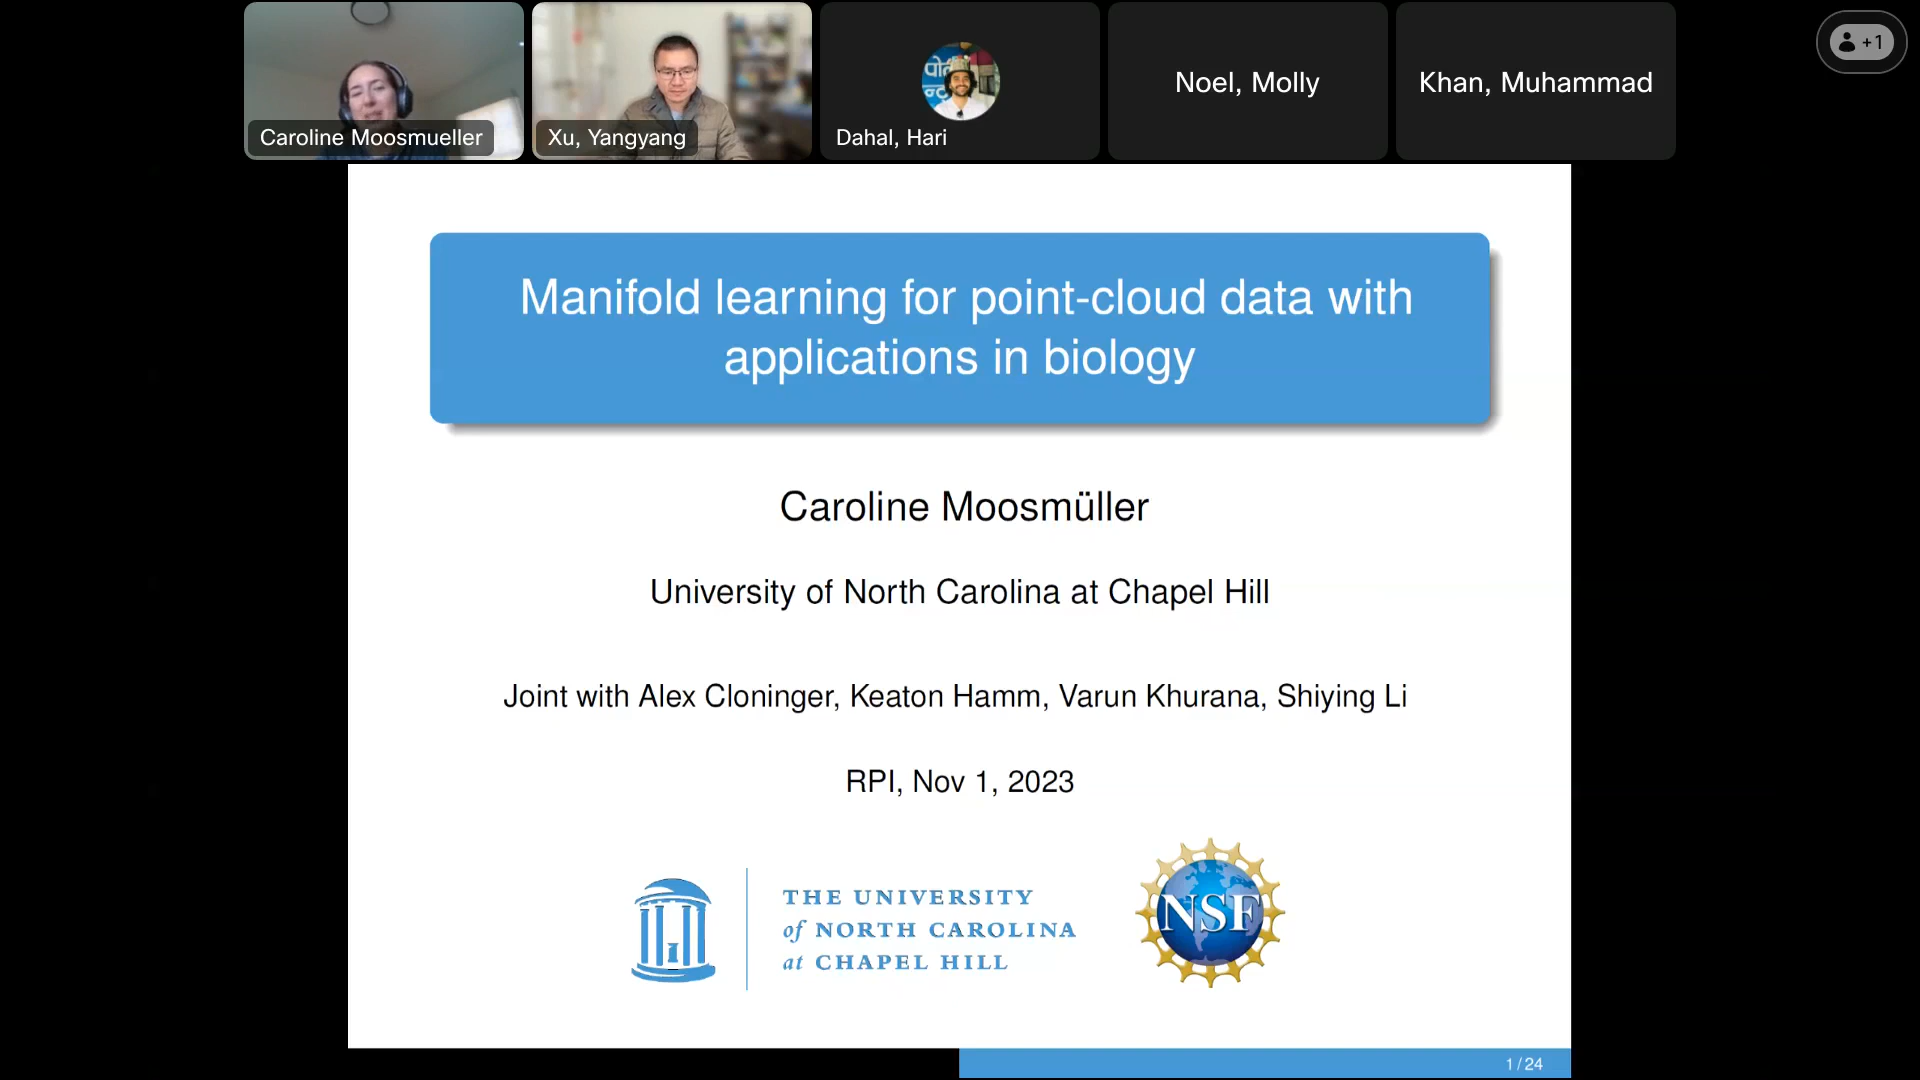 Caroline Moosmueller
Xu, Yangyang
पो
न्ट
Dahal, Hari
Noel, Molly
Khan, Muhammad
+1
Manifold learning for point-cloud data with
applications in biology
Caroline Moosmüller
University of North Carolina at Chapel Hill
Joint with Alex Cloninger, Keaton Hamm, Varun Khurana, Shiying Li
RPI, Nov 1, 2023
THE UNIVERSITY
of NORTH CAROLINA
at CHAPEL HILL
NSF
1 / 24